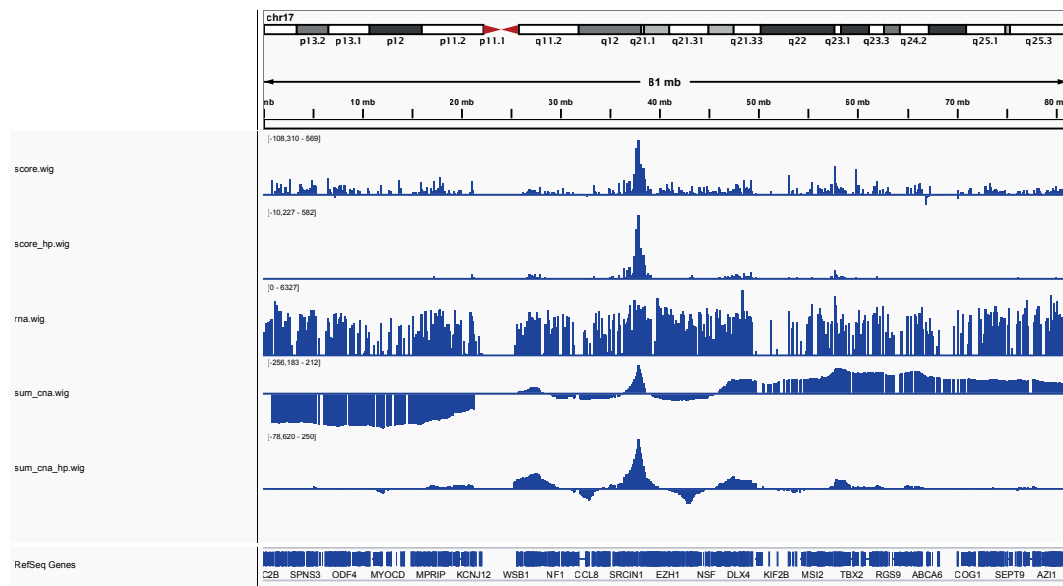 chr17
p13.2 p13.1 p12 p11.2 p11.1 q11.2 q12 q21.1 q21.31 q21.33 q22 q23.1 q23.3 q24.2 q25.1 q25.3
81 mb
mb 10 mb 20 mb 30 mb 40 mb 50 mb 60 mb 70 mb 80 m
[-108,310 - 569]
score.wig
[-10,227 - 582]
score_hp.wig
[0 - 6327]
rna.wig
[-256,183 - 212]
sum_cna.wig
[-78,620 - 250]
sum_cna_hp.wig
RefSeq Genes
C2B SPNS3 ODF4 MYOCD MPRIP KCNJ12 WSB1 NF1 CCL8 SRCIN1 EZH1 NSF DLX4 KIF2B MSI2 TBX2 RGS9 ABCA6 COG1 SEPT9 AZI